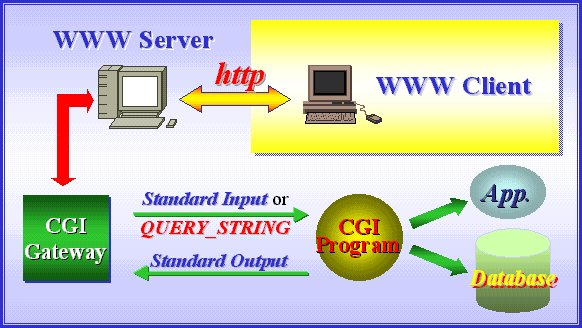 WWW Server
http
WWW Client
CGI
Gateway
Standard Input or
QUERY_STRING
Standard Output
CGI
Program
App.
Database